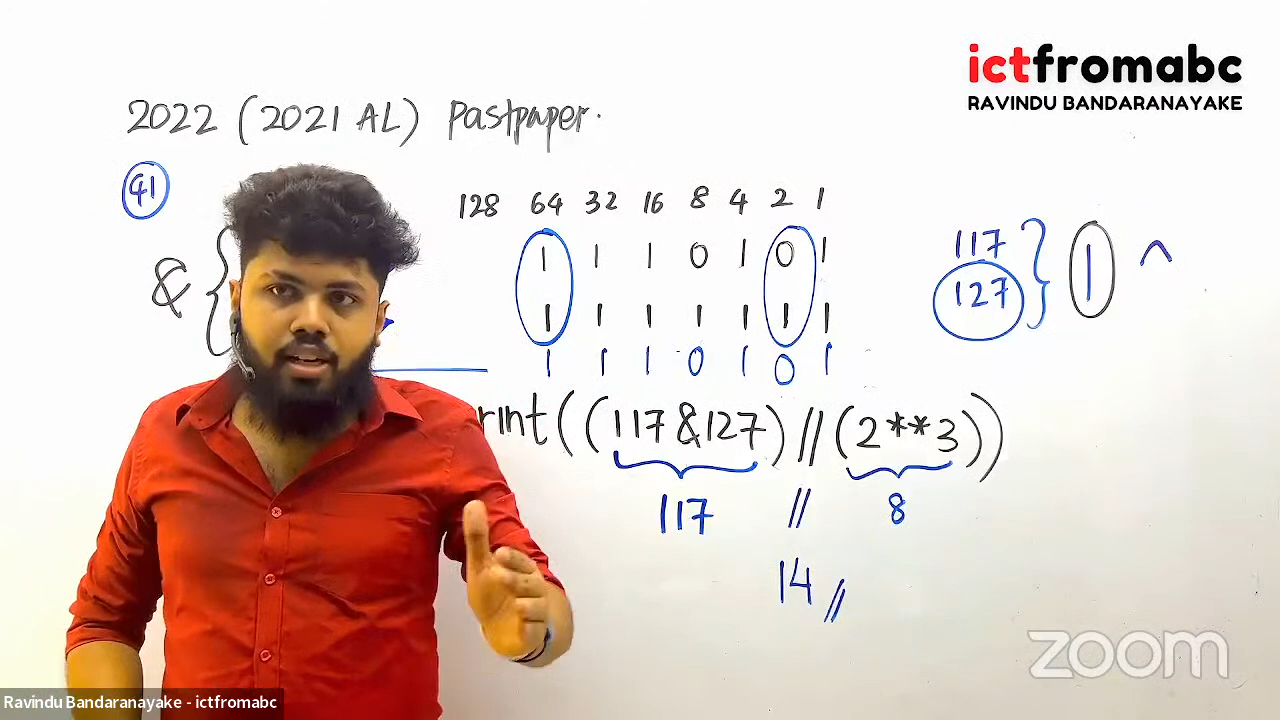 ictfromabc
RAVINDU BANDARANAYAKE
2022 (2021 AL) Pastpaper.
41
128 64 32 16 8 4 2 1
& { 1 1 1 0 1 0 1
1 1 1 1 1 1 1
1 1 1 0 1 0 1
117
127 } | ^
rint((117&127)//(2**3))
117 // 8
14 //
zoom
Ravindu Bandaranayake - ictfromabc